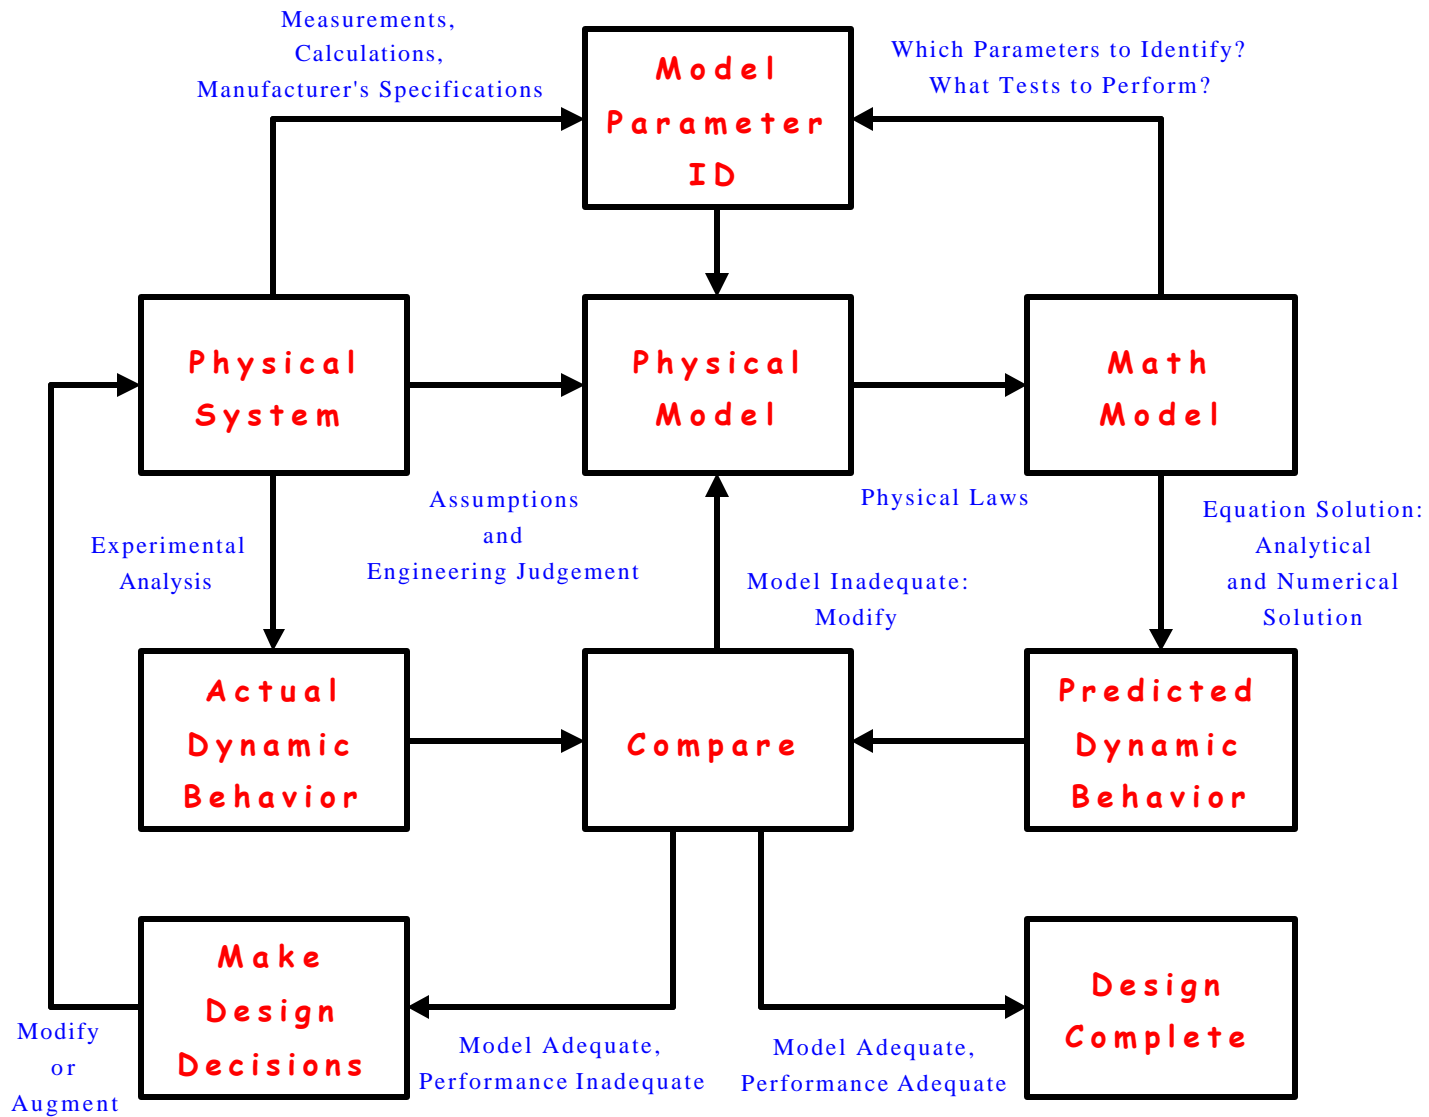 Measurements,
Calculations,
Manufacturer's Specifications
Model
Parameter
ID
Which Parameters to Identify?
What Tests to Perform?
Physical
System
Physical
Model
Math
Model
Experimental
Analysis
Assumptions
and
Engineering Judgement
Physical Laws
Model Inadequate:
Modify
Equation Solution:
Analytical
and Numerical
Solution
Actual
Dynamic
Behavior
Compare
Predicted
Dynamic
Behavior
Make
Design
Decisions
Design
Complete
Modify
or
Augment
Model Adequate,
Performance Inadequate
Model Adequate,
Performance Adequate